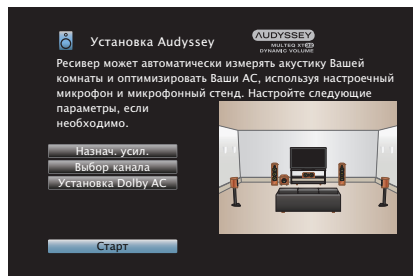 Установка Audyssey
AUDYSSEY
MULTEQ XT32
DYNAMIC VOLUME
Ресивер может автоматически измерять акустику Вашей
комнаты и оптимизировать Ваши АС, используя настроечный
микрофон и микрофонный стенд. Настройте следующие
параметры, если
необходимо.
Назнач. усил.
Выбор канала
Установка Dolby АС
Старт